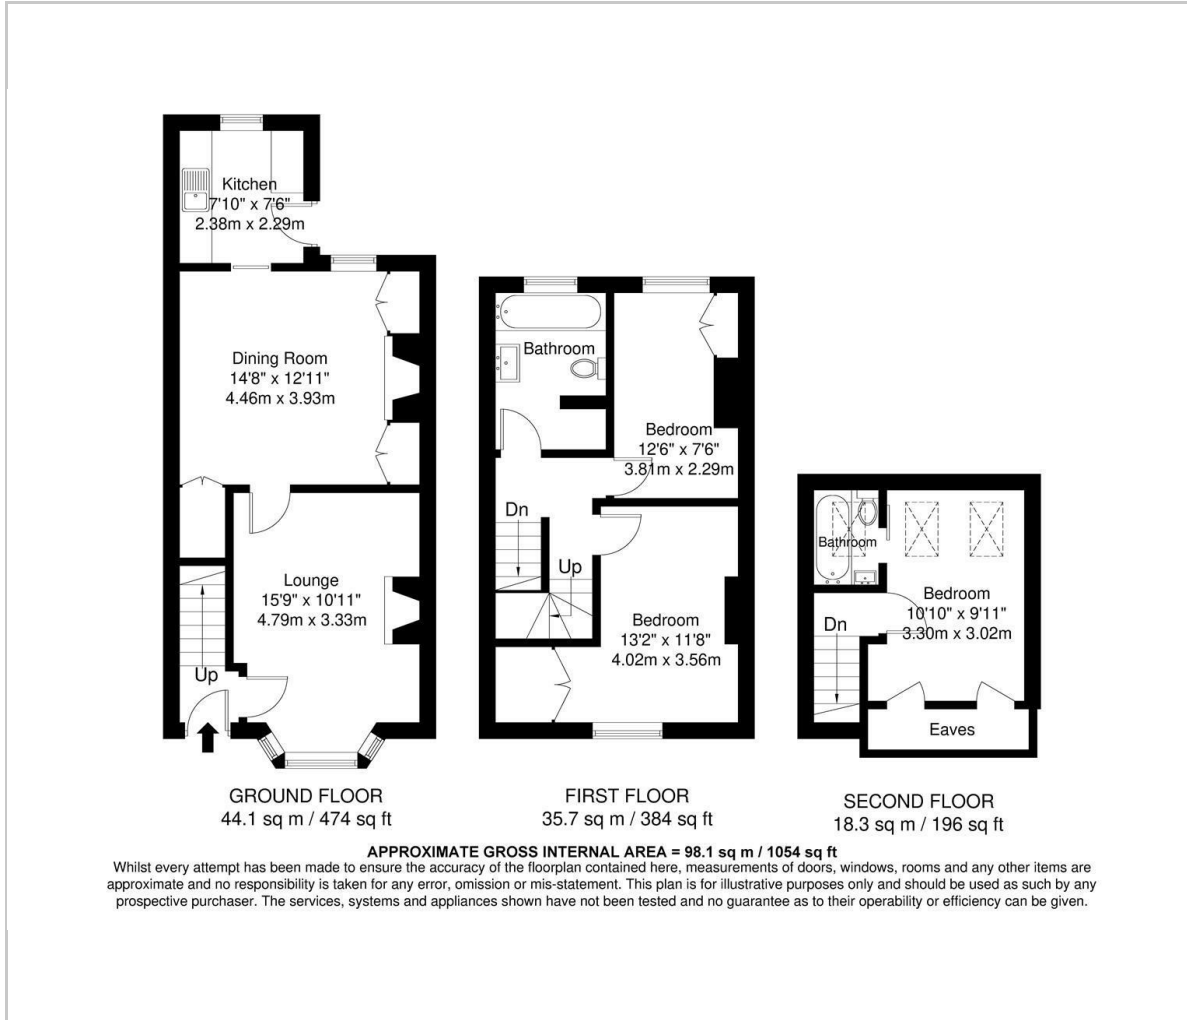 Kitchen
7'10" x 7'6"
2.38m x 2.29m
Dining Room
14'8" x 12'11"
4.46m x 3.93m
Lounge
15'9" x 10'11"
4.79m x 3.33m
Up
GROUND FLOOR
44.1 sq m / 474 sq ft
Bathroom
Bedroom
12'6" x 7'6"
3.81m x 2.29m
Dn
Up
Bedroom
13'2" x 11'8"
4.02m x 3.56m
FIRST FLOOR
35.7 sq m / 384 sq ft
Bathroom
Bedroom
10'10" x 9'11"
3.30m x 3.02m
Dn
Eaves
SECOND FLOOR
18.3 sq m / 196 sq ft
APPROXIMATE GROSS INTERNAL AREA = 98.1 sq m / 1054 sq ft
Whilst every attempt has been made to ensure the accuracy of the floorplan contained here, measurements of doors, windows, rooms and any other items are
approximate and no responsibility is taken for any error, omission or mis-statement. This plan is for illustrative purposes only and should be used as such by any
prospective purchaser. The services, systems and appliances shown have not been tested and no guarantee as to their operability or efficiency can be given.